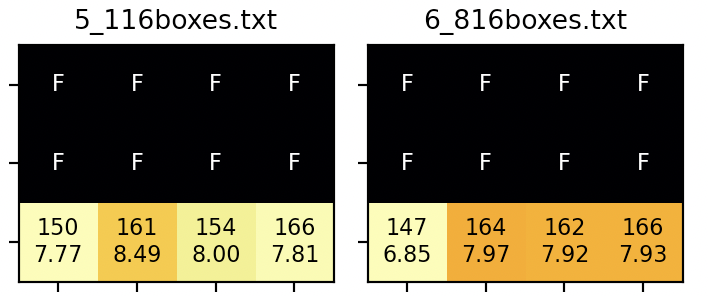 5_116boxes.txt
F F F F
F F F F
150 161 154 166
7.77 8.49 8.00 7.81
6_816boxes.txt
F F F F
F F F F
147 164 162 166
6.85 7.97 7.92 7.93